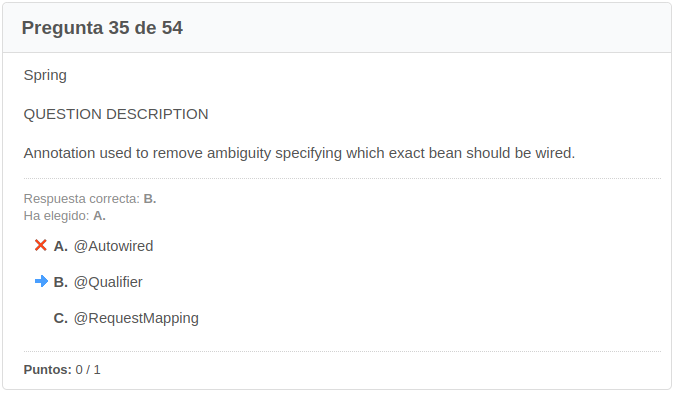 Pregunta 35 de 54
Spring
QUESTION DESCRIPTION
Annotation used to remove ambiguity specifying which exact bean should be wired.
Respuesta correcta: B.
Ha elegido: A.
A. @Autowired
B. @Qualifier
C. @RequestMapping
Puntos: 0 / 1